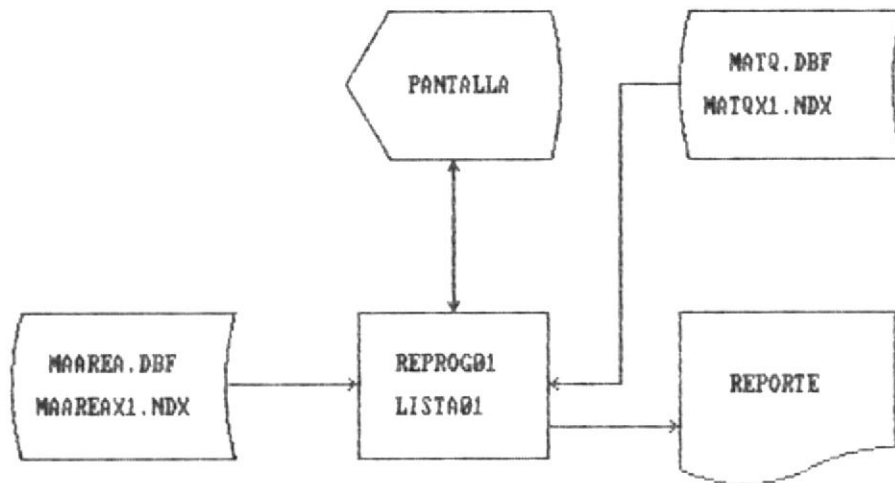 PANTALLA
MATQ.DBF
MATQX1.NDX
MAAREA.DBF
MAAREAX1.NDX
REPROG01
LISTA01
REPORTE